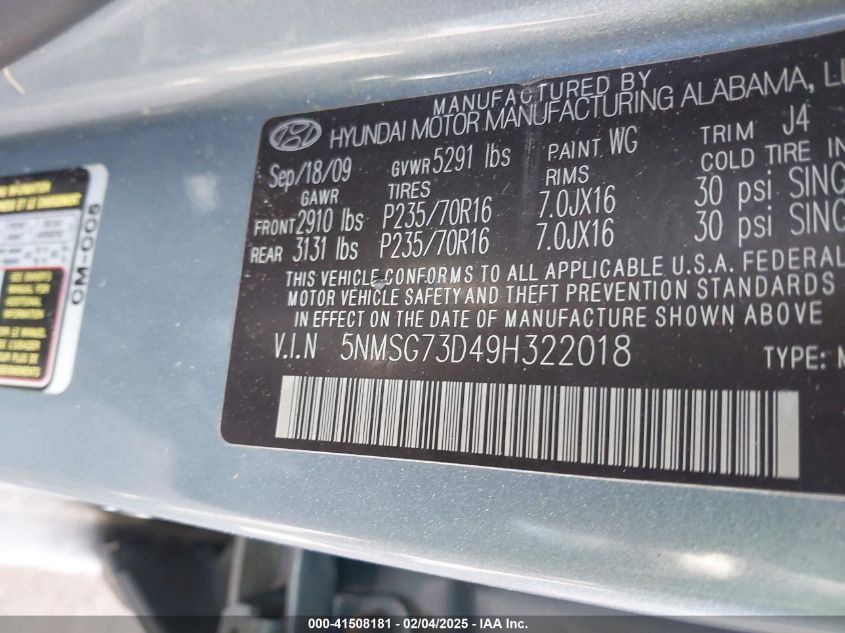 MANUFACTURED BY
HYUNDAI MOTOR MANUFACTURING ALABAMA, LL
Sep/18/09 GVWR 5291 lbs PAINT WG TRIM J4
GAWR TIRES RIMS COLD TIRE IN
FRONT 2910 lbs P235/70R16 7.0JX16 30 psi SING
REAR 3131 lbs P235/70R16 7.0JX16 30 psi SING
THIS VEHICLE CONFORMS TO ALL APPLICABLE U.S.A. FEDERAL
MOTOR VEHICLE SAFETY AND THEFT PREVENTION STANDARDS
IN EFFECT ON THE DATE OF MANUFACTURE SHOWN ABOVE
V.I.N 5NMSG73D49H322018 TYPE: M
CM-006
000-41508181 - 02/04/2025 - IAA Inc.